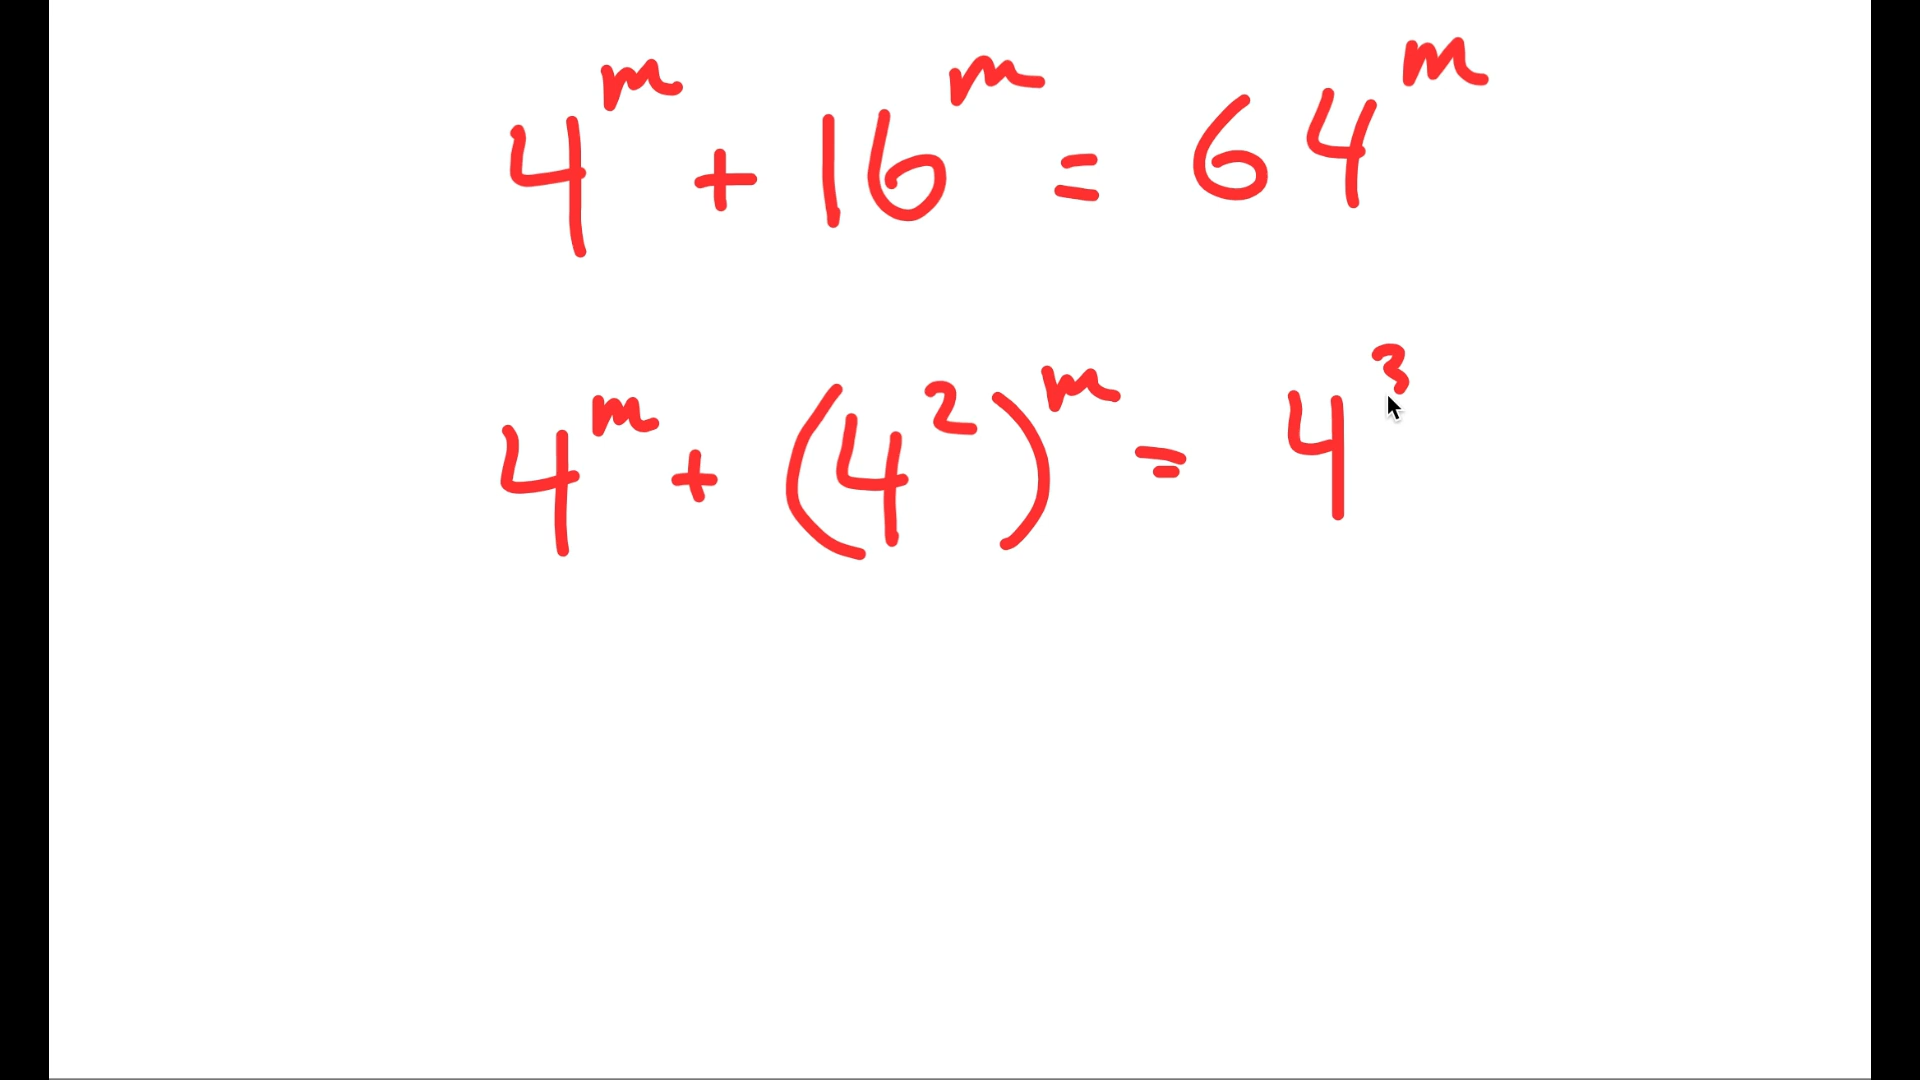 4^m + 16^m = 64^m
4^m + (4^2)^m = 4^3